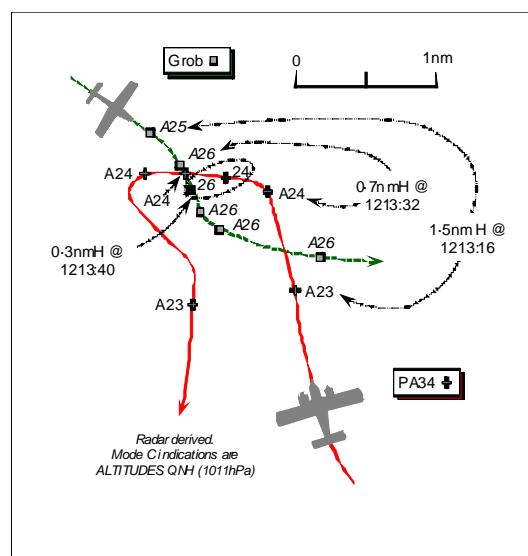 Grob
0
1nm
A25
A26
A24
24
A24
0·7nmH @
1213:32
A24
26
A26
A26
1·5nm H @
1213:16
0·3nmH @
1213:40
A26
A23
A23
PA34
Radar derived.
Mode C indications are
ALTITUDES QNH (1011hPa)